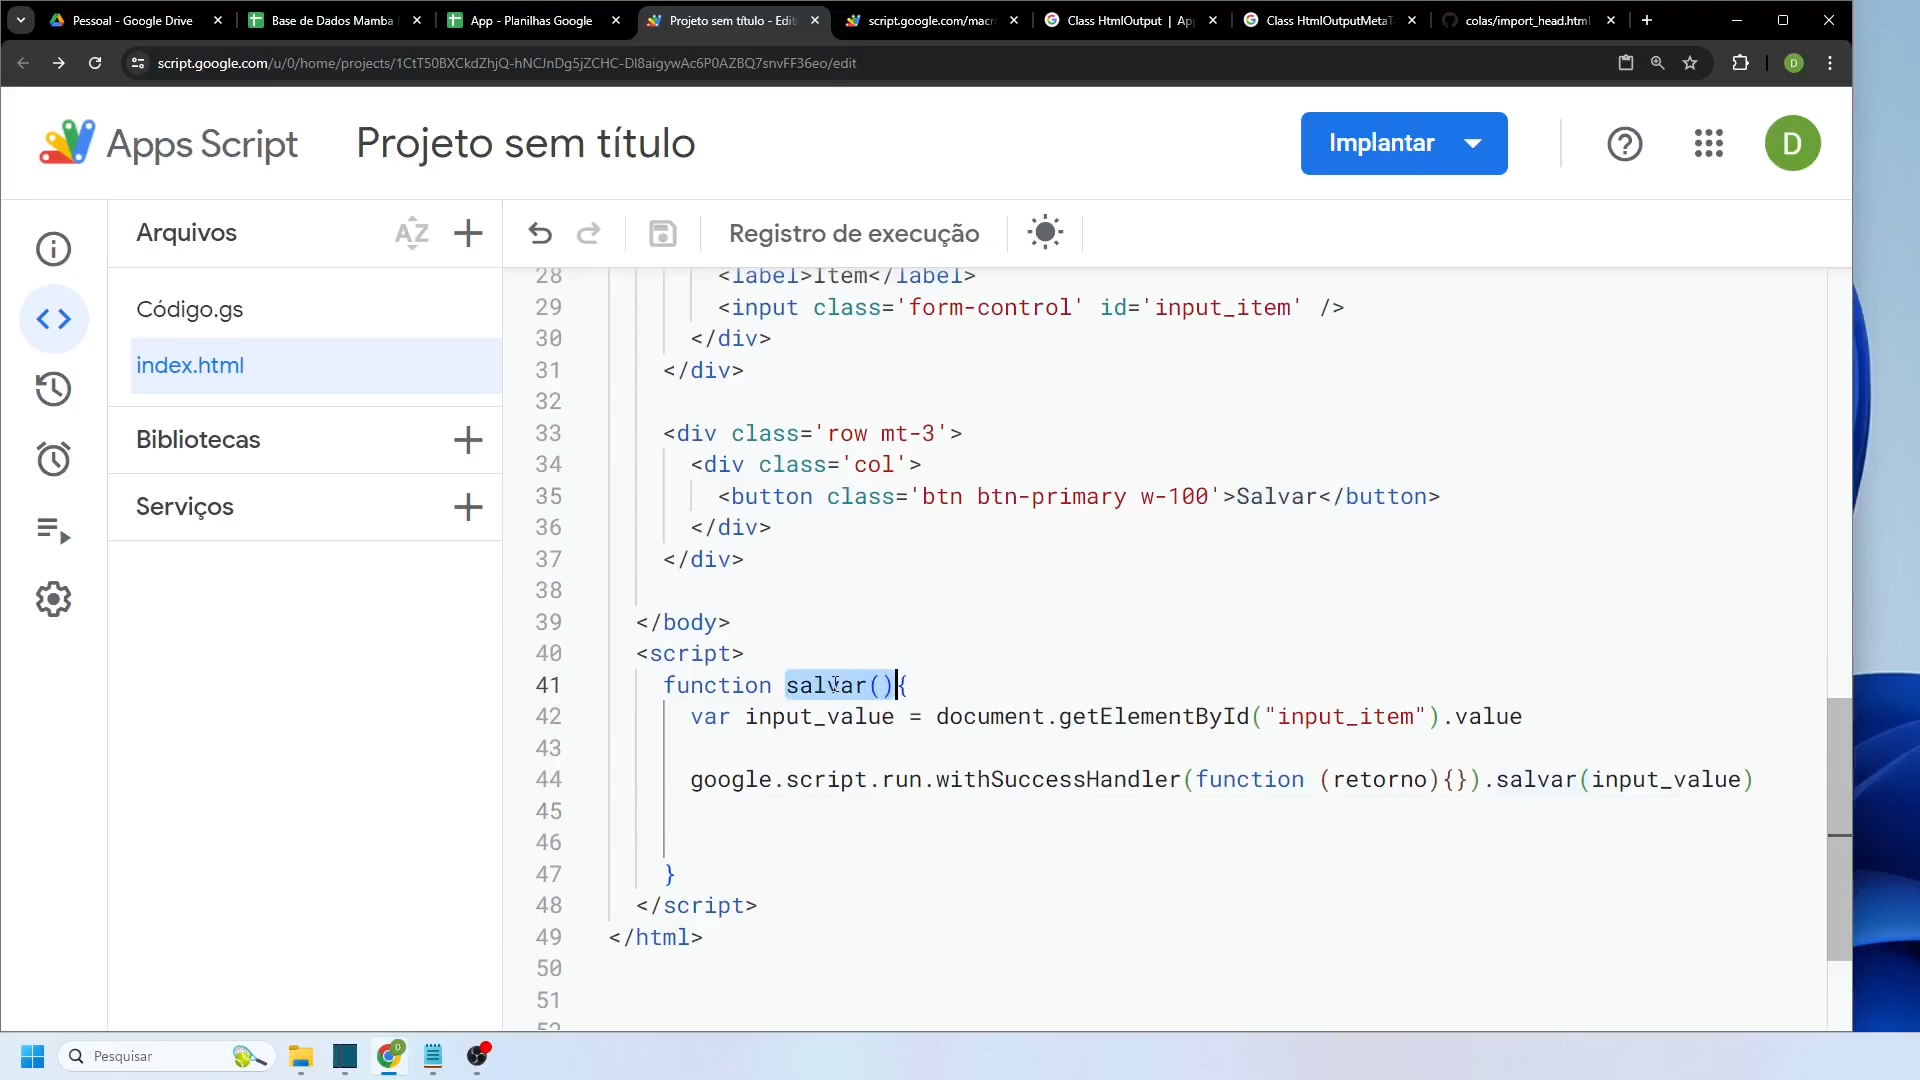 Pessoal - Google Drive
Base de Dados Mamba
App - Planilhas Google
Projeto sem título - Edit
script.google.com/macr
Class HtmlOutput | Ap
Class HtmlOutputMetaT
colas/import_head.html
script.google.com/u/0/home/projects/1CtT50BXCkdZhjQ-hNCJnDg5jZCHC-DI8aigywAc6P0AZBQ7snvFF36eo/edit
D
Apps Script
Projeto sem título
Implantar
D
Arquivos
AZ
Registro de execução
Código.gs
index.html
Bibliotecas
Serviços
28 <label>Item</label>
29 <input class='form-control' id='input_item' />
30 </div>
31 </div>
32
33 <div class='row mt-3'>
34 <div class='col'>
35 <button class='btn btn-primary w-100'>Salvar</button>
36 </div>
37 </div>
38
39 </body>
40 <script>
41 function salvar(){
42 var input_value = document.getElementById("input_item").value
43
44 google.script.run.withSuccessHandler(function (retorno){}).salvar(input_value)
45
46
47 }
48 </script>
49 </html>
50
51
52
Pesquisar
D